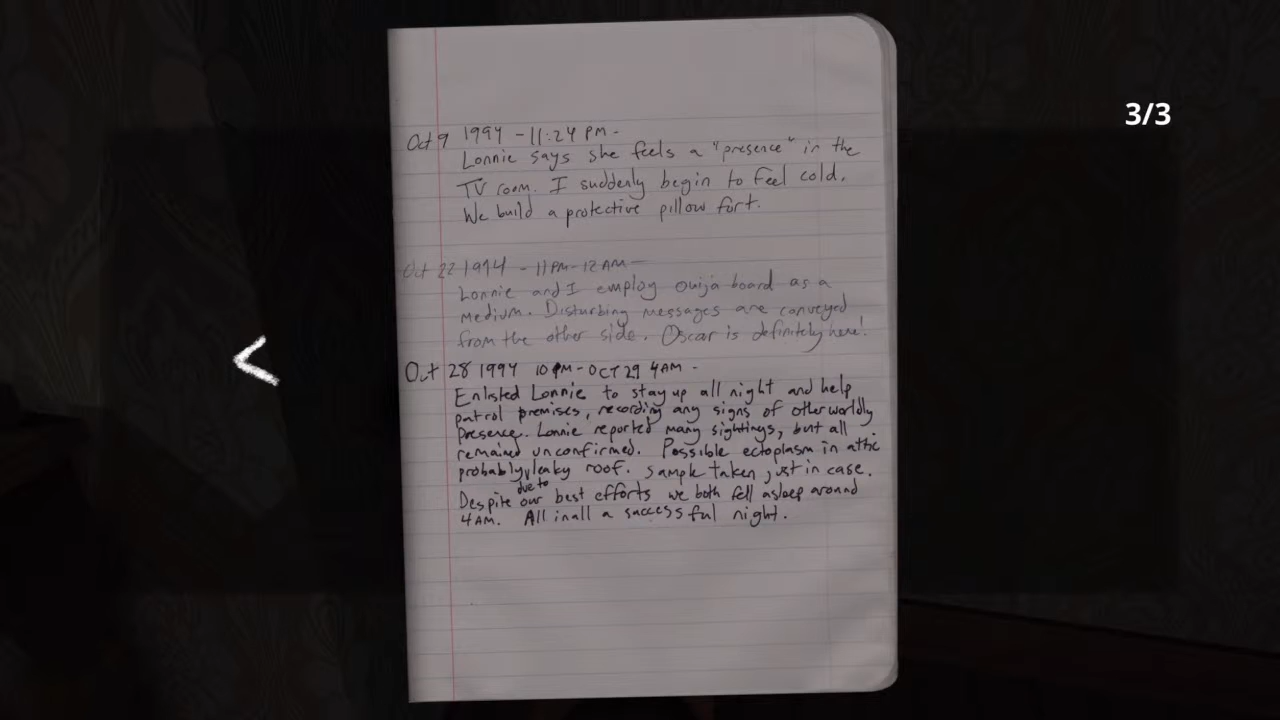 3/3
Oct 9 1994 - 11:24 PM -
Lonnie says she feels a "presence" in the
TV room. I suddenly begin to feel cold.
We build a protective pillow fort.
Oct 22 1994 - 11PM - 12AM -
Lonnie and I employ ouija board as a
medium. Disturbing messages are conveyed
from the other side. Oscar is definitely here!
Oct 28 1994 10PM - OCT 29 4AM -
Enlisted Lonnie to stay up all night and help
patrol premises, recording any signs of otherworldly
presence. Lonnie reported many sightings, but all
remained unconfirmed. Possible ectoplasm in attic
probably leaky roof. Sample taken just in case.
due to
Despite our best efforts we both fell asleep around
4AM. All in all a successful night.
<